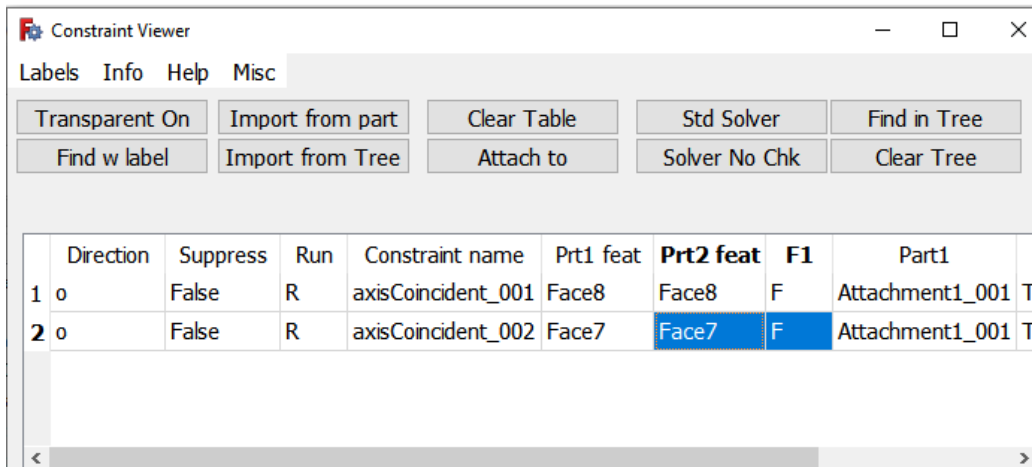 Constraint Viewer
Labels Info Help Misc
Transparent On Import from part Clear Table Std Solver Find in Tree
Find w label Import from Tree Attach to Solver No Chk Clear Tree
Direction Suppress Run Constraint name Prt1 feat Prt2 feat F1 Part1
1 o False R axisCoincident_001 Face8 Face8 F Attachment1_001 T
2 o False R axisCoincident_002 Face7 Face7 F Attachment1_001 T